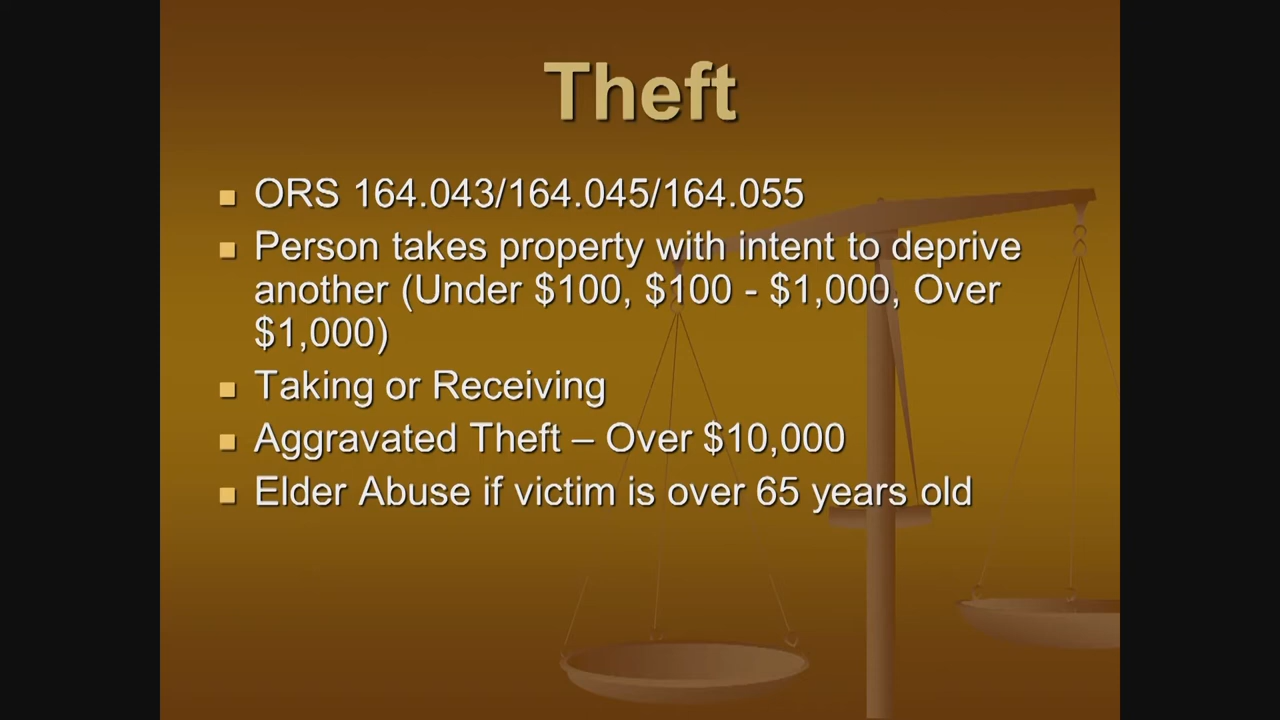 Theft
ORS 164.043/164.045/164.055
Person takes property with intent to deprive
another (Under $100, $100 - $1,000, Over
$1,000)
Taking or Receiving
Aggravated Theft – Over $10,000
Elder Abuse if victim is over 65 years old